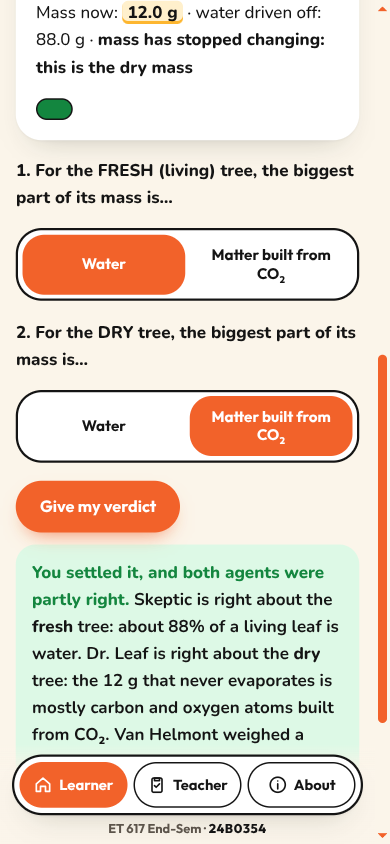 Mass now: 12.0 g · water driven off:
88.0 g · mass has stopped changing:
this is the dry mass
1. For the FRESH (living) tree, the biggest
part of its mass is...
Water
Matter built from
CO₂
2. For the DRY tree, the biggest part of its
mass is...
Water
Matter built from
CO₂
Give my verdict
You settled it, and both agents were
partly right. Skeptic is right about the
fresh tree: about 88% of a living leaf is
water. Dr. Leaf is right about the dry
tree: the 12 g that never evaporates is
mostly carbon and oxygen atoms built
from CO₂. Van Helmont weighed a
Learner
Teacher
About
ET 617 End-Sem · 24B0354